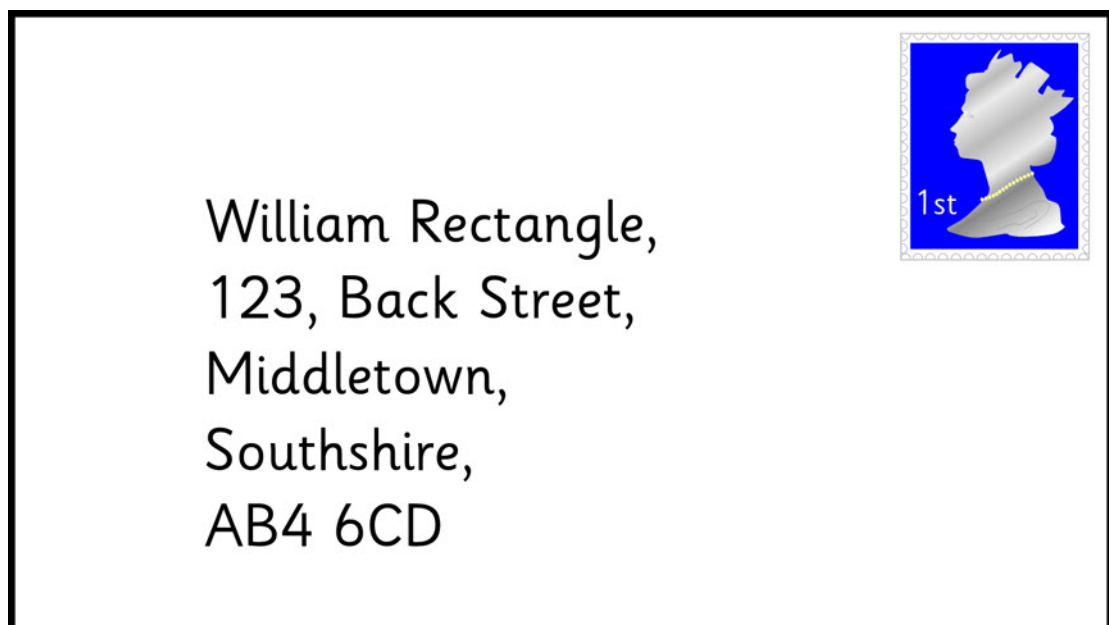 1st
William Rectangle,
123, Back Street,
Middletown,
Southshire,
AB4 6CD